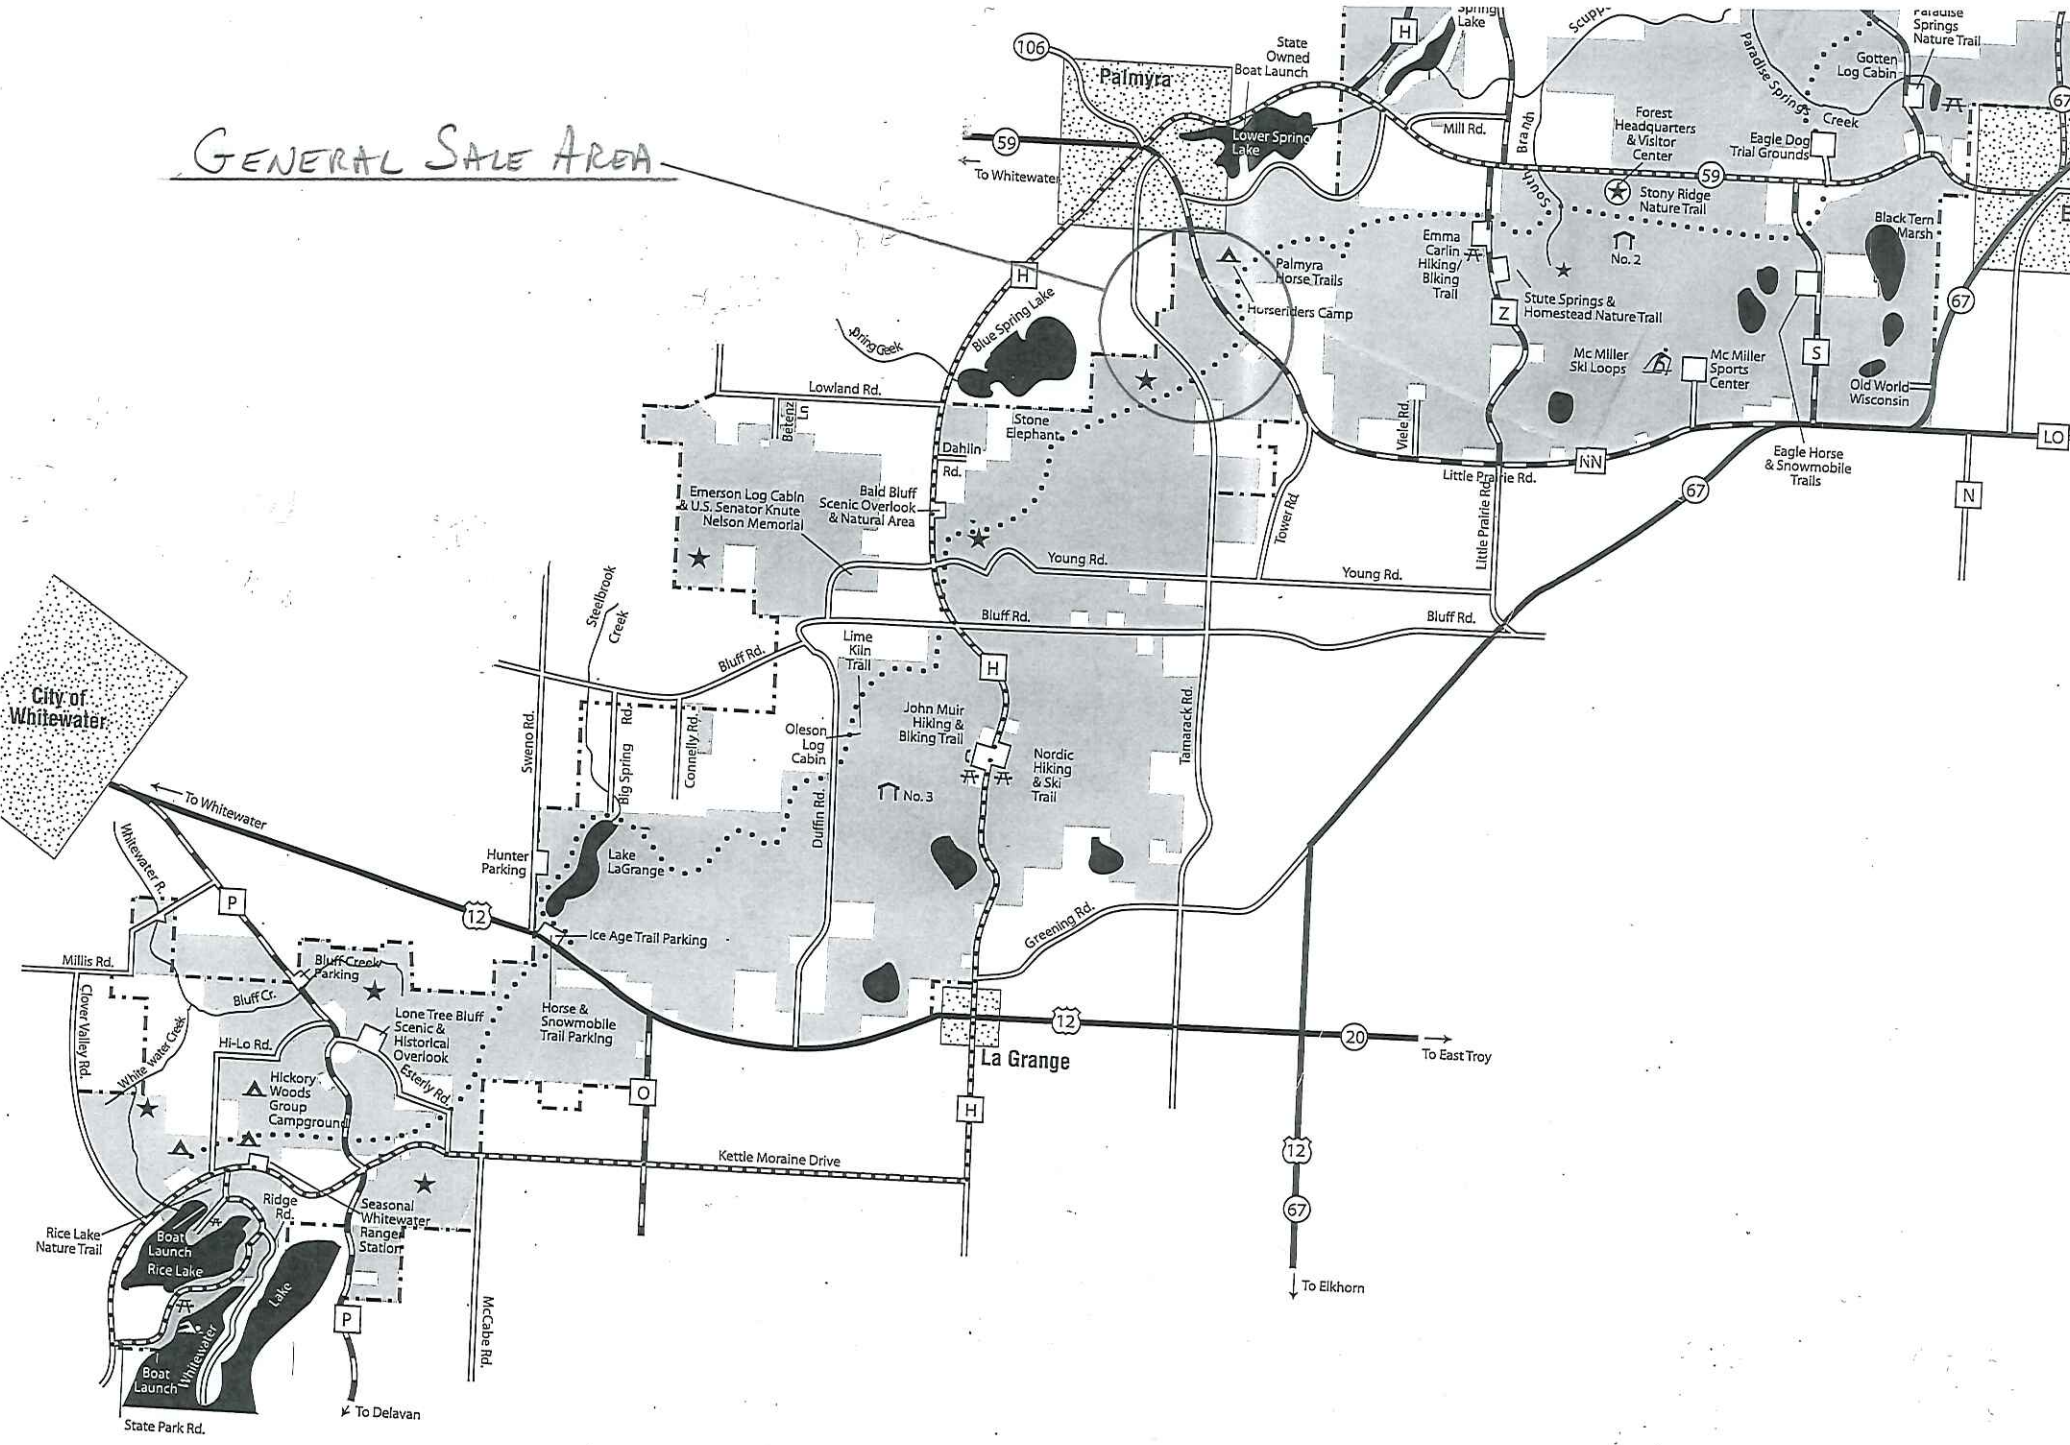 106
Palmyra
State
Owned
Boat Launch
H
Spring
Lake
Paradise
Springs
Nature Trail
Gotten
Log Cabin
Paradise Springs
Creek
67
GENERAL SALE AREA
59
To Whitewater
Lower Spring
Lake
Mill Rd.
Branch
South
Forest
Headquarters
& Visitor
Center
Eagle Dog
Trial Grounds
59
Stony Ridge
Nature Trail
Black Tern
Marsh
Emma
Carlin
Hiking/
Biking
Trail
No. 2
H
Palmyra
Horse Trails
Horseriders Camp
Stute Springs &
Homestead Nature Trail
Z
67
Blue Spring Lake
Spring Creek
Mc Miller
Ski Loops
Mc Miller
Sports
Center
S
Old World
Wisconsin
Lowland Rd.
Betenz
Ln
Stone
Elephant
Viele Rd.
Dahlin
Rd.
NN
LO
Little Prairie Rd.
Eagle Horse
& Snowmobile
Trails
67
N
Emerson Log Cabin
& U.S. Senator Knute
Nelson Memorial
Bald Bluff
Scenic Overlook
& Natural Area
Tower Rd
Little Prairie Rd.
Young Rd.
Young Rd.
Steelbrook
Creek
Bluff Rd.
Bluff Rd.
Bluff Rd.
Lime
Kiln
Trail
H
City of
Whitewater
Sweno Rd.
Big Spring
Rd.
Connelly Rd.
Oleson
Log
Cabin
John Muir
Hiking &
Biking Trail
Tamarack Rd.
Nordic
Hiking
& Ski
Trail
No. 3
Duffin Rd.
To Whitewater
Whitewater R.
Hunter
Parking
Lake
LaGrange
P
12
Ice Age Trail Parking
Greening Rd.
Millis Rd.
Bluff Creek
Parking
Clover Valley Rd.
Bluff Cr.
Lone Tree Bluff
Scenic &
Historical
Overlook
Horse &
Snowmobile
Trail Parking
White water Creek
Hi-Lo Rd.
Esterly Rd.
12
20
To East Troy
La Grange
Hickory
Woods
Group
Campground
O
H
12
Kettle Moraine Drive
67
Ridge
Rd.
Seasonal
Whitewater
Ranger
Station
Rice Lake
Nature Trail
Boat
Launch
Rice Lake
Lake
Whitewater
P
McCabe Rd.
To Elkhorn
Boat
Launch
To Delavan
State Park Rd.